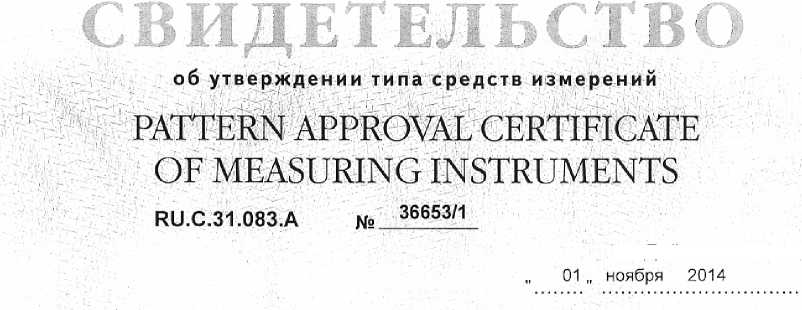 СВИДЕТЕЛЬСТВО
об утверждении типа средств измерений
PATTERN APPROVAL CERTIFICATE
OF MEASURING INSTRUMENTS
RU.C.31.083.A № 36653/1
„ 01 „ ноября 2014